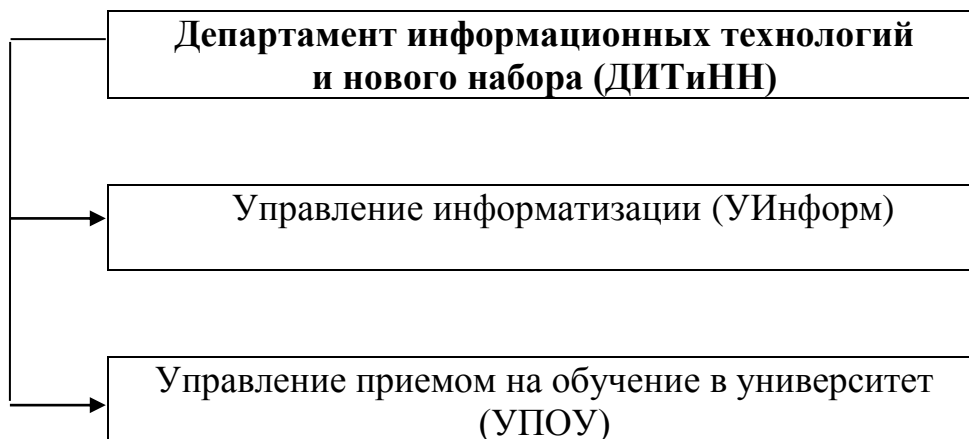 Департамент информационных технологий
и нового набора (ДИТиНН)
Управление информатизации (УИнформ)
Управление приемом на обучение в университет
(УПОУ)